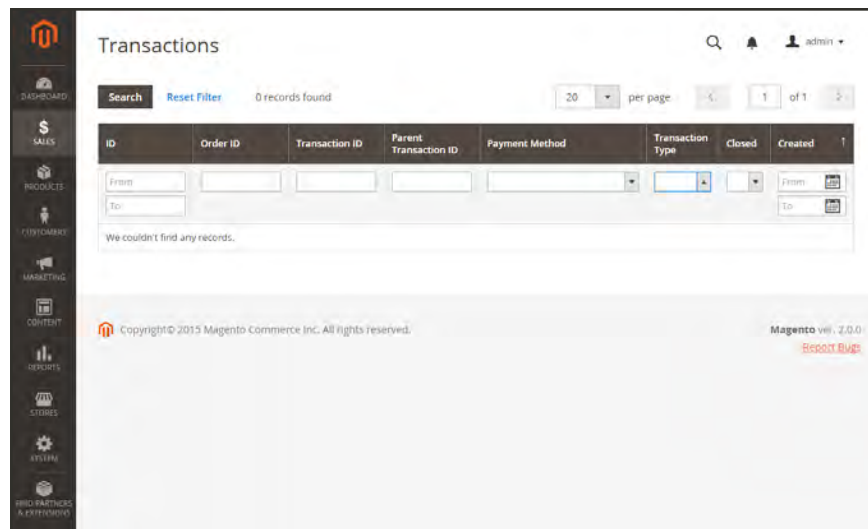 Transactions
admin
DASHBOARD
SALES
PRODUCTS
CUSTOMERS
MARKETING
CONTENT
REPORTS
STORES
SYSTEM
FIND PARTNERS
& EXTENSIONS
Search Reset Filter 0 records found 20 per page 1 of 1
ID Order ID Transaction ID Parent Transaction ID Payment Method Transaction Type Closed Created ↑
From From
To To
We couldn't find any records.
Copyright© 2015 Magento Commerce Inc. All rights reserved.
Magento ver. 2.0.0
Report Bugs